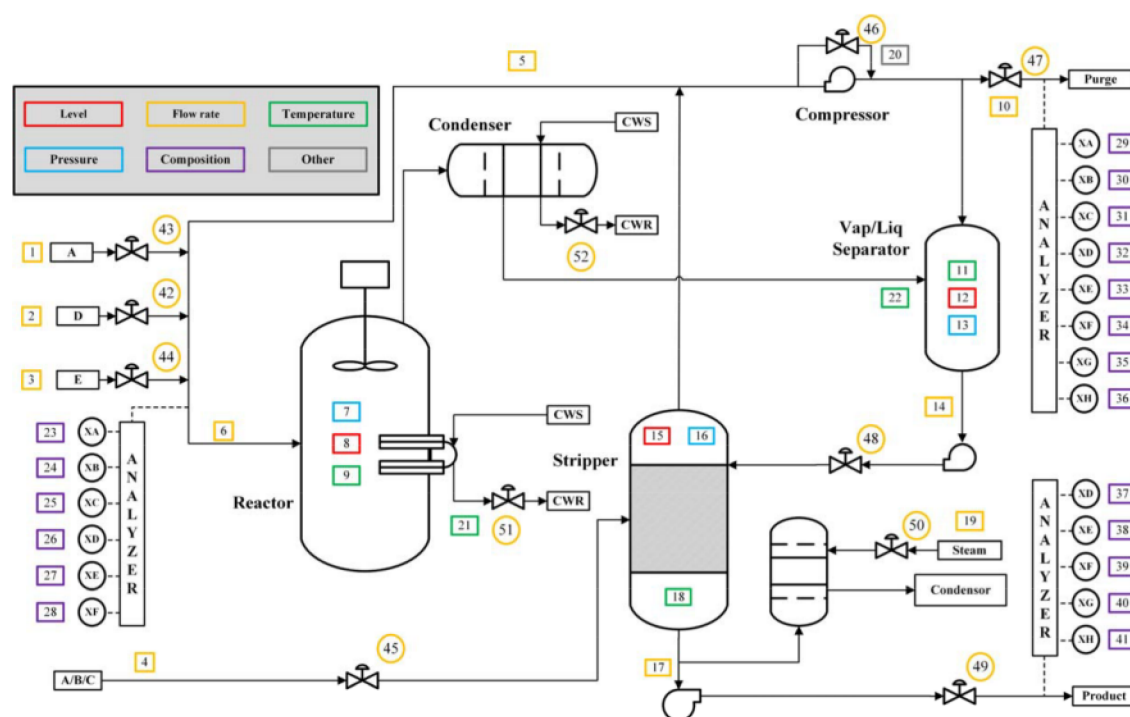 46
5
20
47
Level
Flow rate
Temperature
Pressure
Composition
Other
Condenser
CWS
Compressor
10
Purge
CWR
52
1
A
43
2
D
42
3
E
44
Vap/Liq
Separator
11
12
13
22
14
ANALYZER
XA
29
XB
30
XC
31
XD
32
XE
33
XF
34
XG
35
XH
36
6
7
8
9
Reactor
CWS
CWR
21
51
23
XA
24
XB
25
XC
26
XD
27
XE
28
XF
ANALYZER
15
16
Stripper
18
48
50
19
Steam
Condensor
ANALYZER
XD
37
XE
38
XF
39
XG
40
XH
41
4
A/B/C
45
17
49
Product